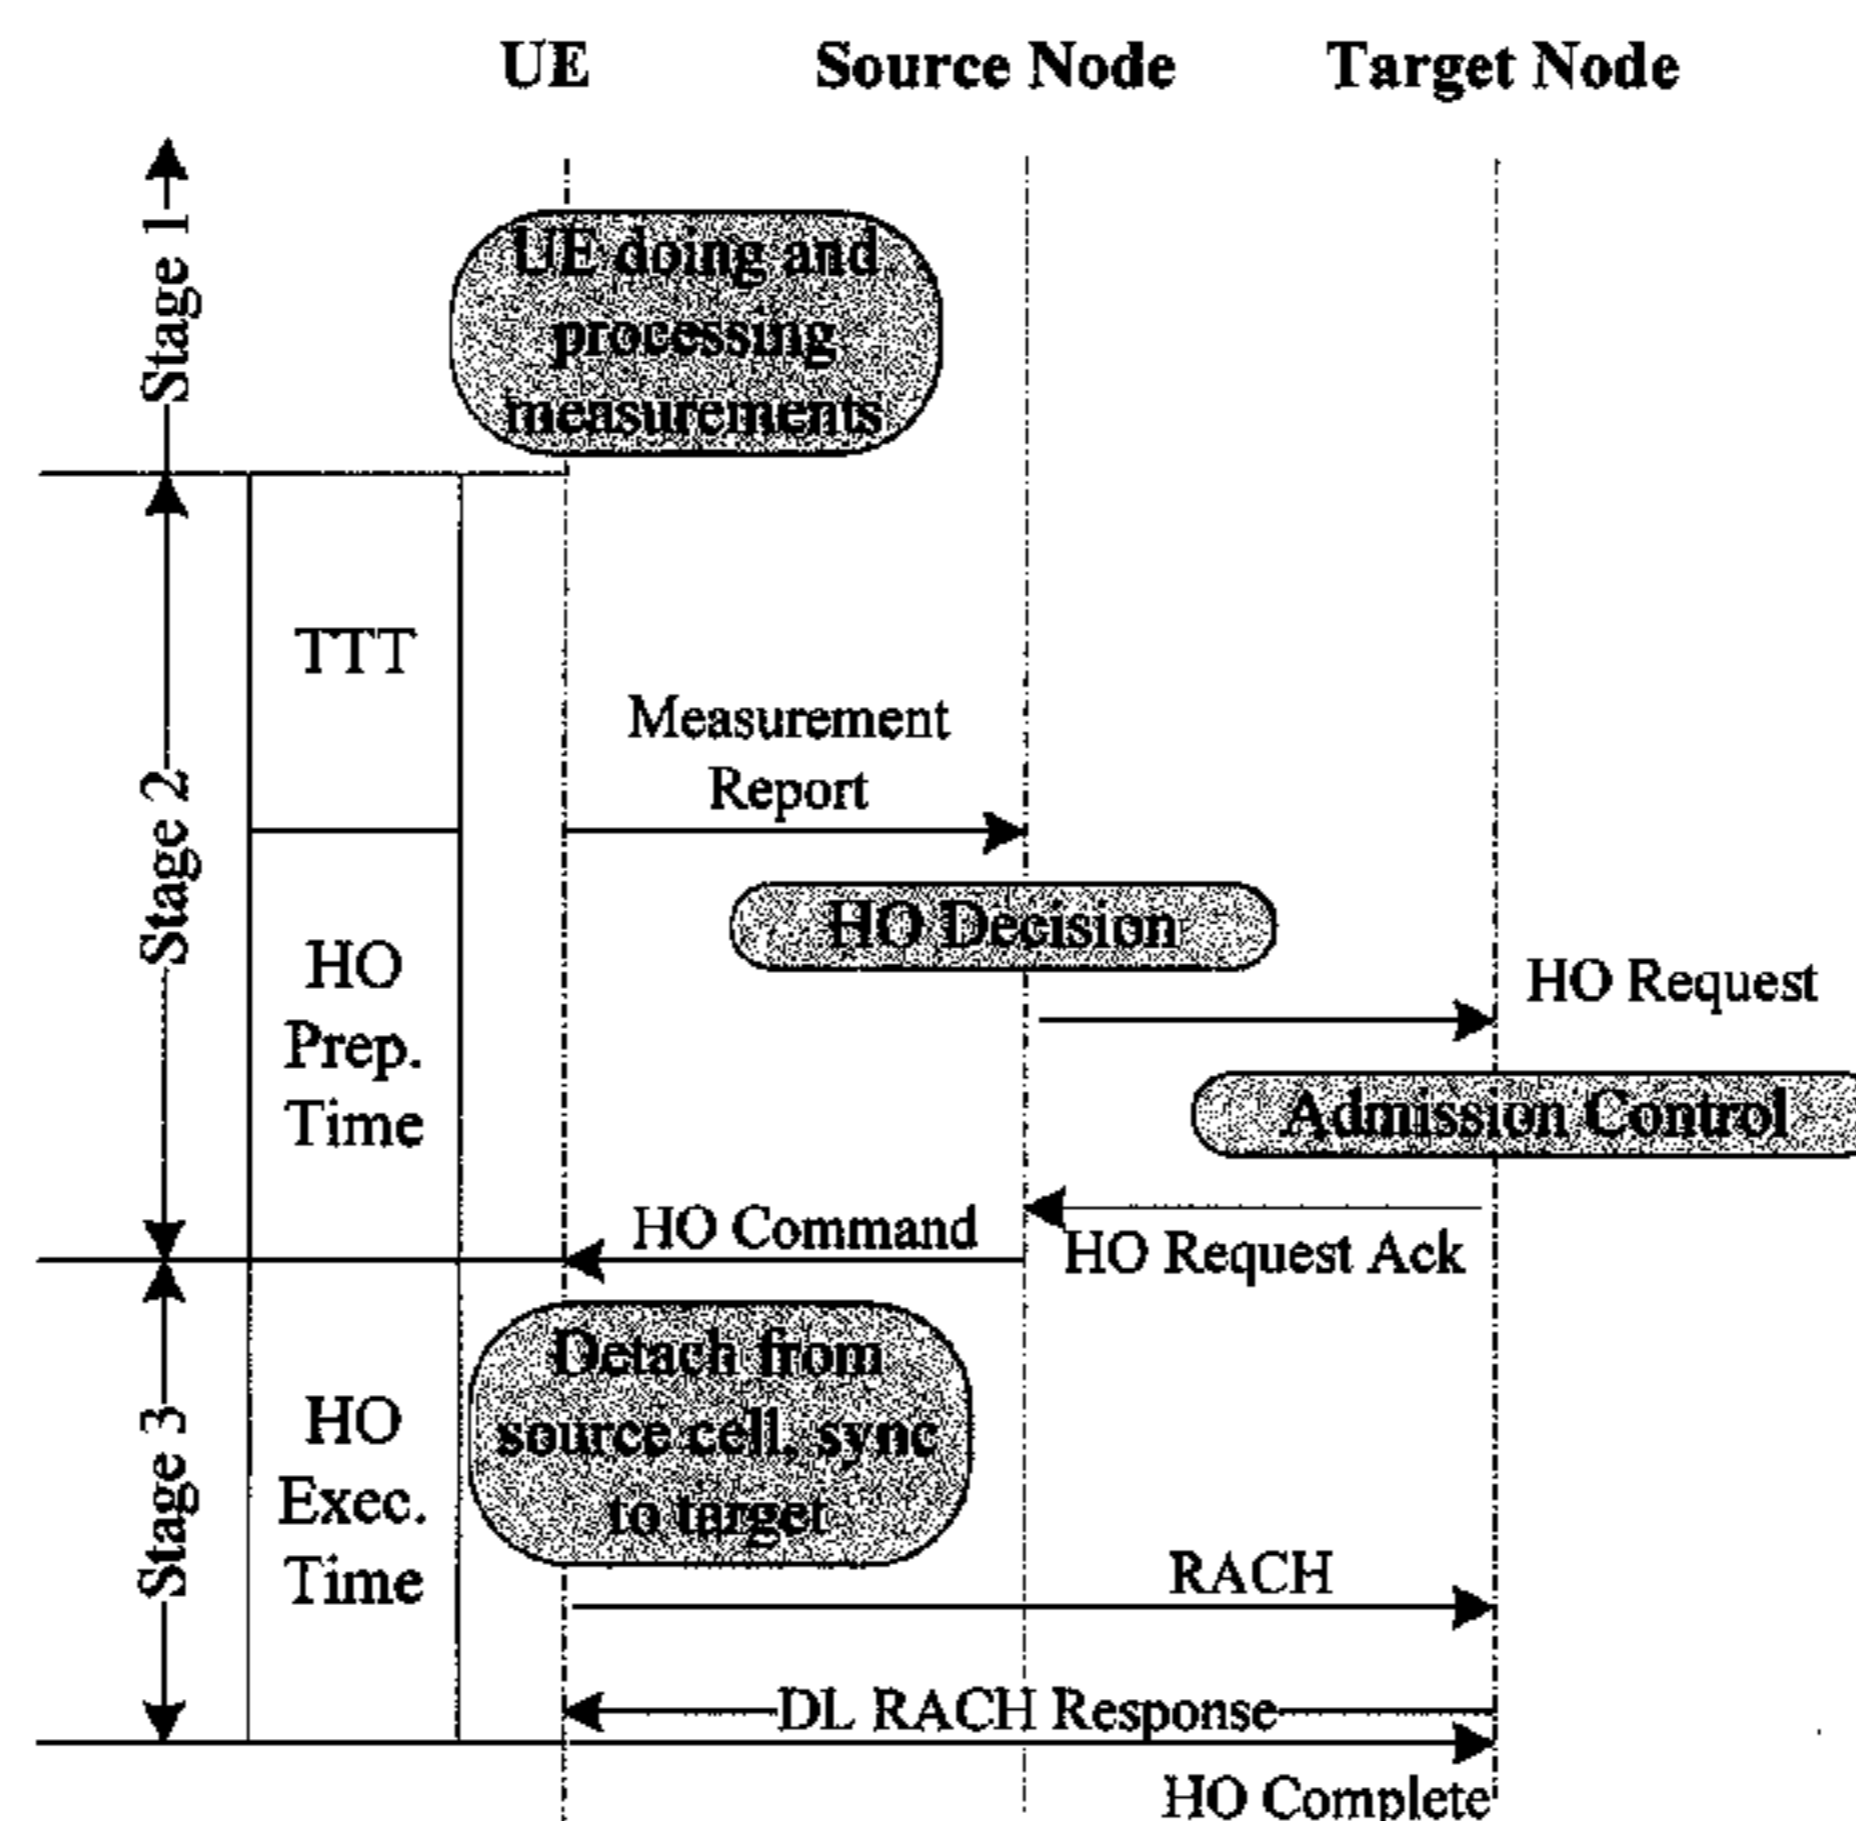 UE
Source Node
Target Node
Stage 1
UE doing and
processing
measurements
Stage 2
TTT
Measurement
Report
HO Decision
HO
Prep.
Time
HO Request
Admission Control
HO Command
HO Request Ack
Stage 3
HO
Exec.
Time
Detach from
source cell, sync
to target
RACH
DL RACH Response
HO Complete